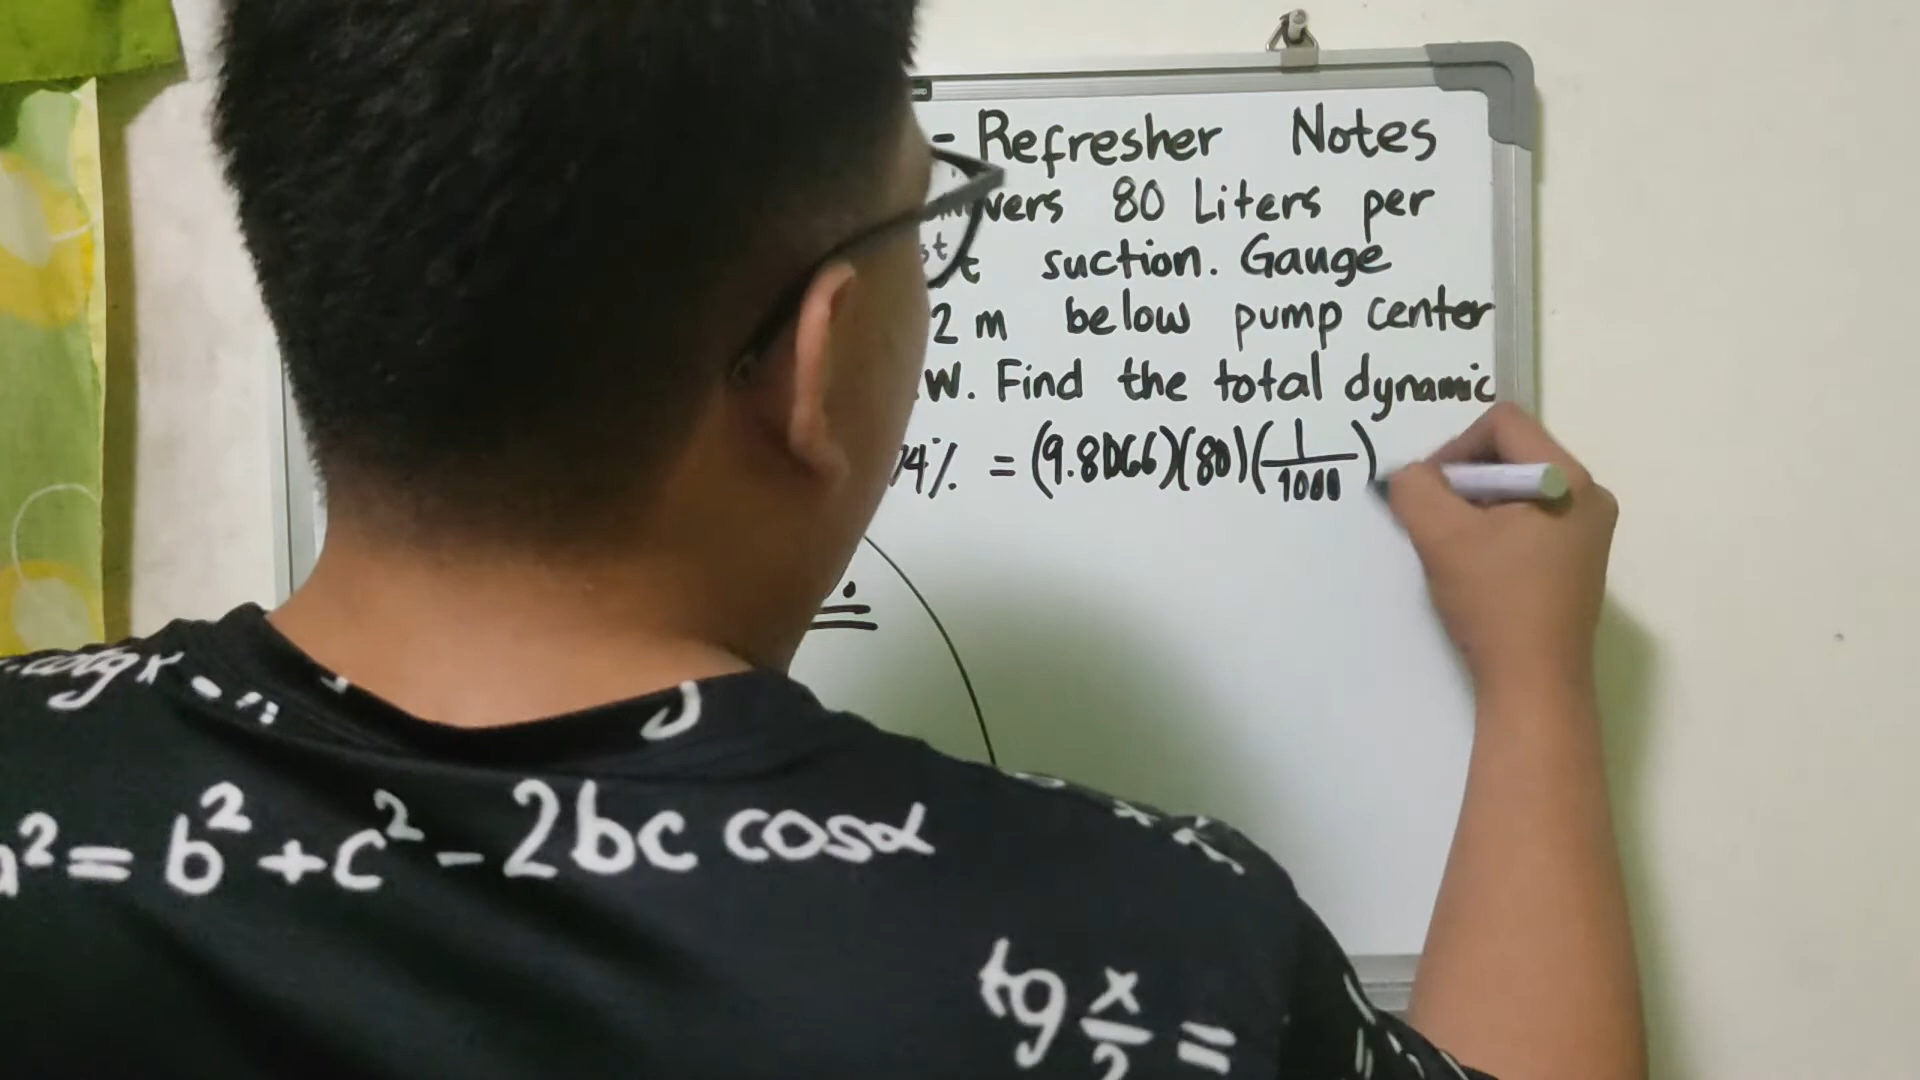 - Refresher Notes
vers 80 Liters per
st suction. Gauge
2 m below pump center
W. Find the total dynamic
74% = (9.8066)(80)(1/1000)
a² = b² + c² - 2bc cosα
tg x/2 =